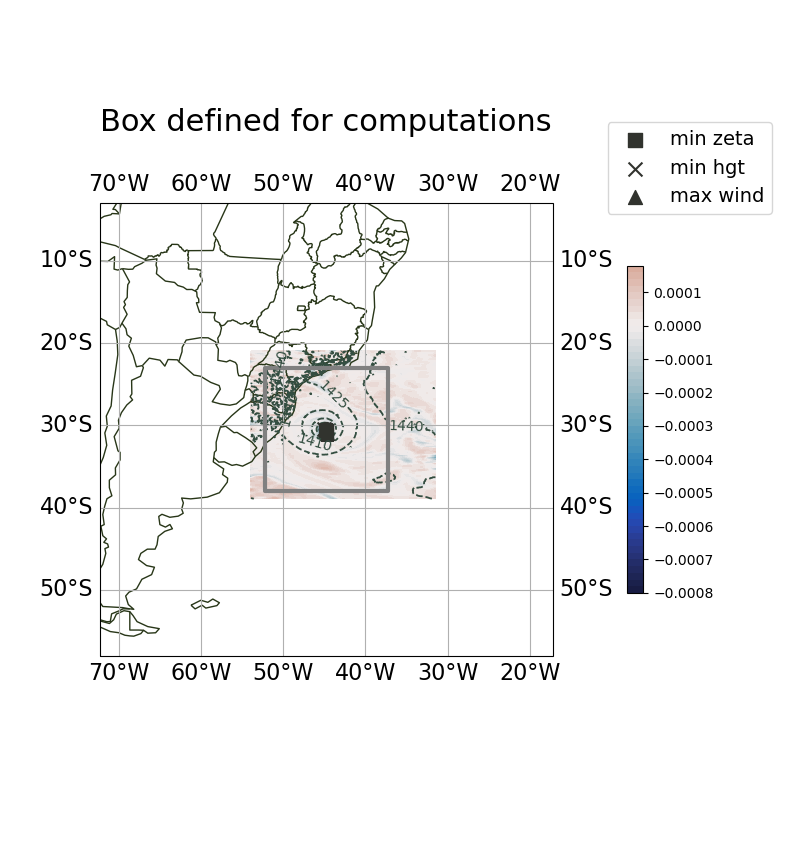 Box defined for computations
min zeta
min hgt
max wind
70°W 60°W 50°W 40°W 30°W 20°W
10°S 10°S
20°S 20°S
30°S 30°S
40°S 40°S
50°S 50°S
1425
1440
1410
70°W 60°W 50°W 40°W 30°W 20°W
0.0001
0.0000
−0.0001
−0.0002
−0.0003
−0.0004
−0.0005
−0.0006
−0.0007
−0.0008